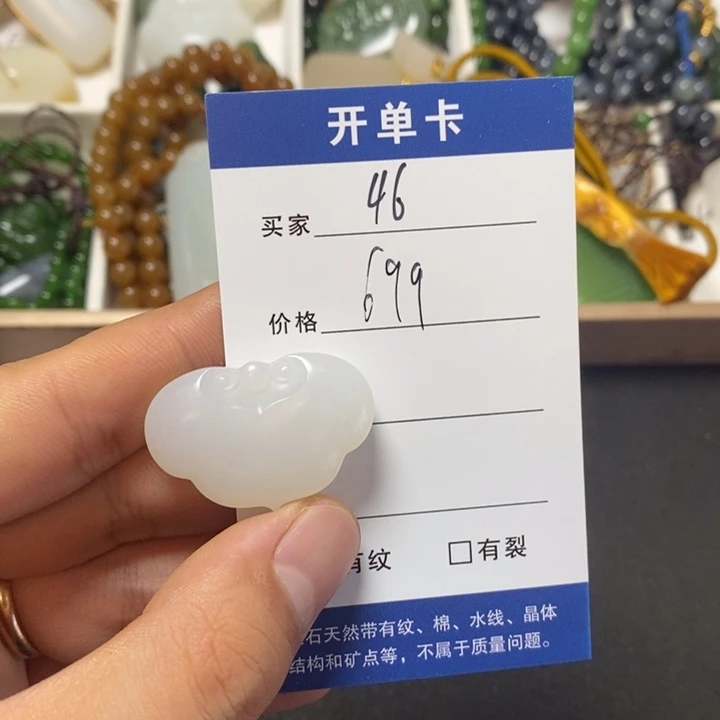 开单卡
买家 46
价格 699
有纹 □有裂
石天然带有纹、棉、水线、晶体
结构和矿点等，不属于质量问题。